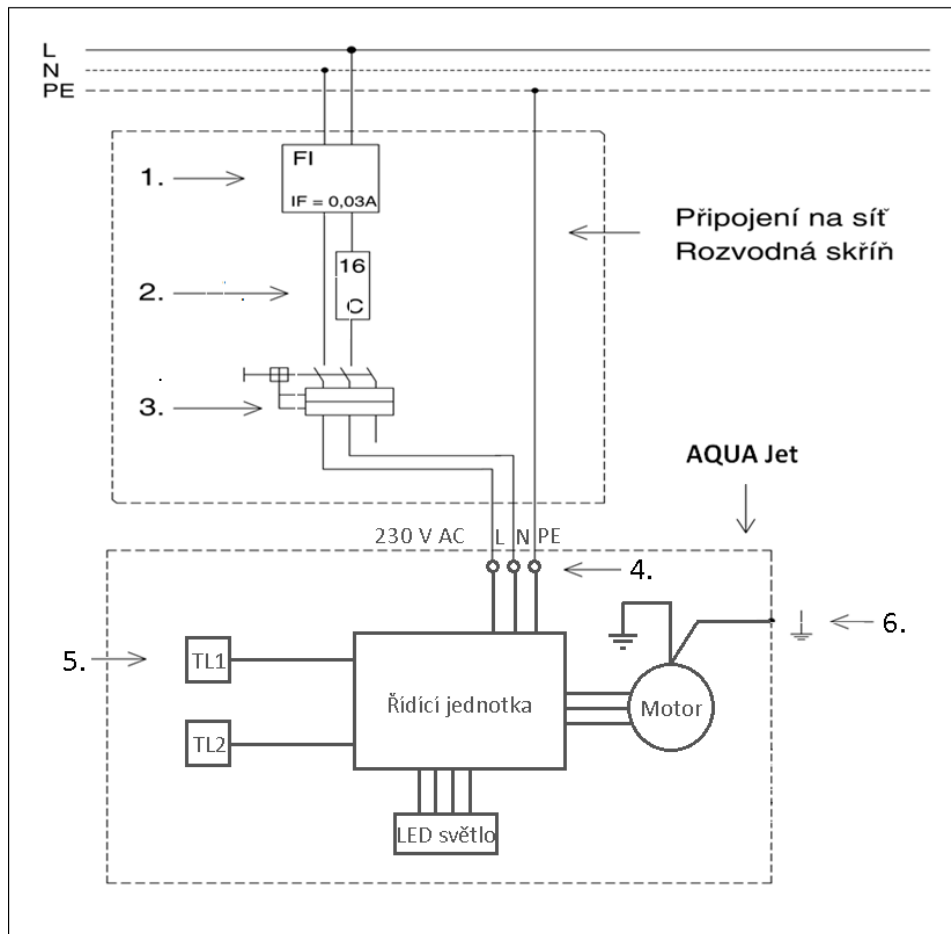 L
N
PE
FI
1.
IF = 0,03A
Připojení na síť
Rozvodná skříň
16
2.
C
3.
AQUA Jet
230 V AC L N PE
4.
6.
5.
TL1
Řídící jednotka
Motor
TL2
LED světlo